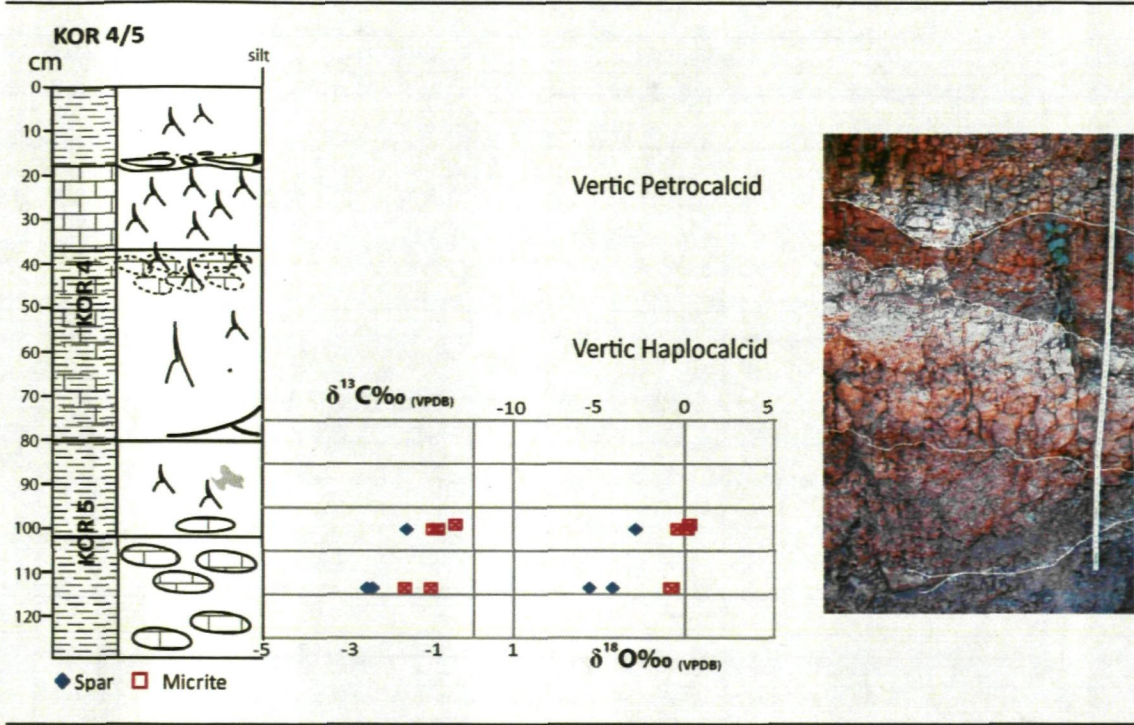 KOR 4/5
cm
silt
0
10
20
30
40
50
60
70
80
90
100
110
120
KOR 4
KOR 5
Vertic Petrocalcid
Vertic Haplocalcid
δ¹³C‰ (VPDB)
-10 -5 0 5
-5 -3 -1 1
δ¹⁸O‰ (VPDB)
Spar Micrite